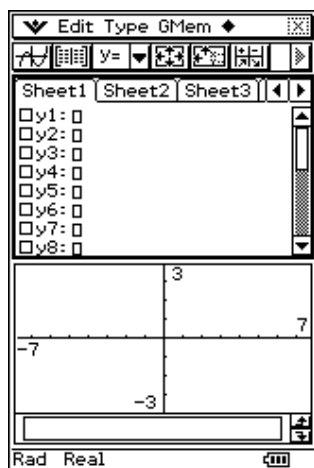 Edit Type GMem
y=
Sheet1 Sheet2 Sheet3
y1:
y2:
y3:
y4:
y5:
y6:
y7:
y8:
3
7
-7
-3
Rad Real